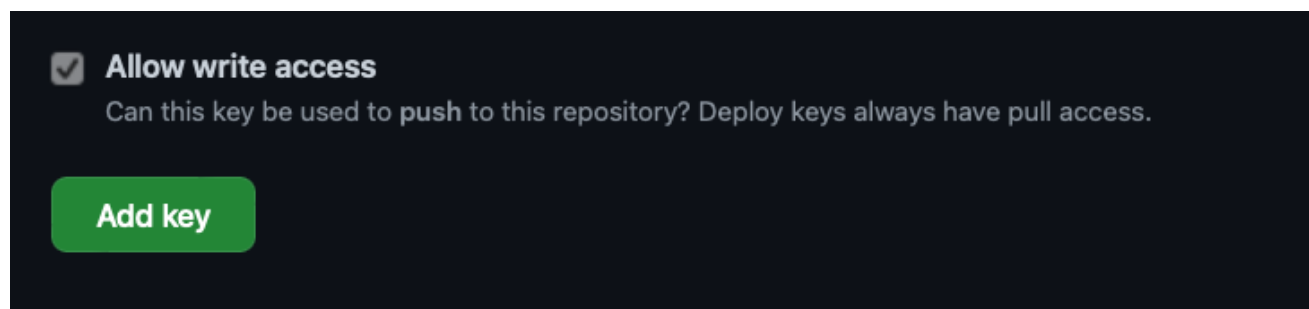 Allow write access
Can this key be used to push to this repository? Deploy keys always have pull access.
Add key